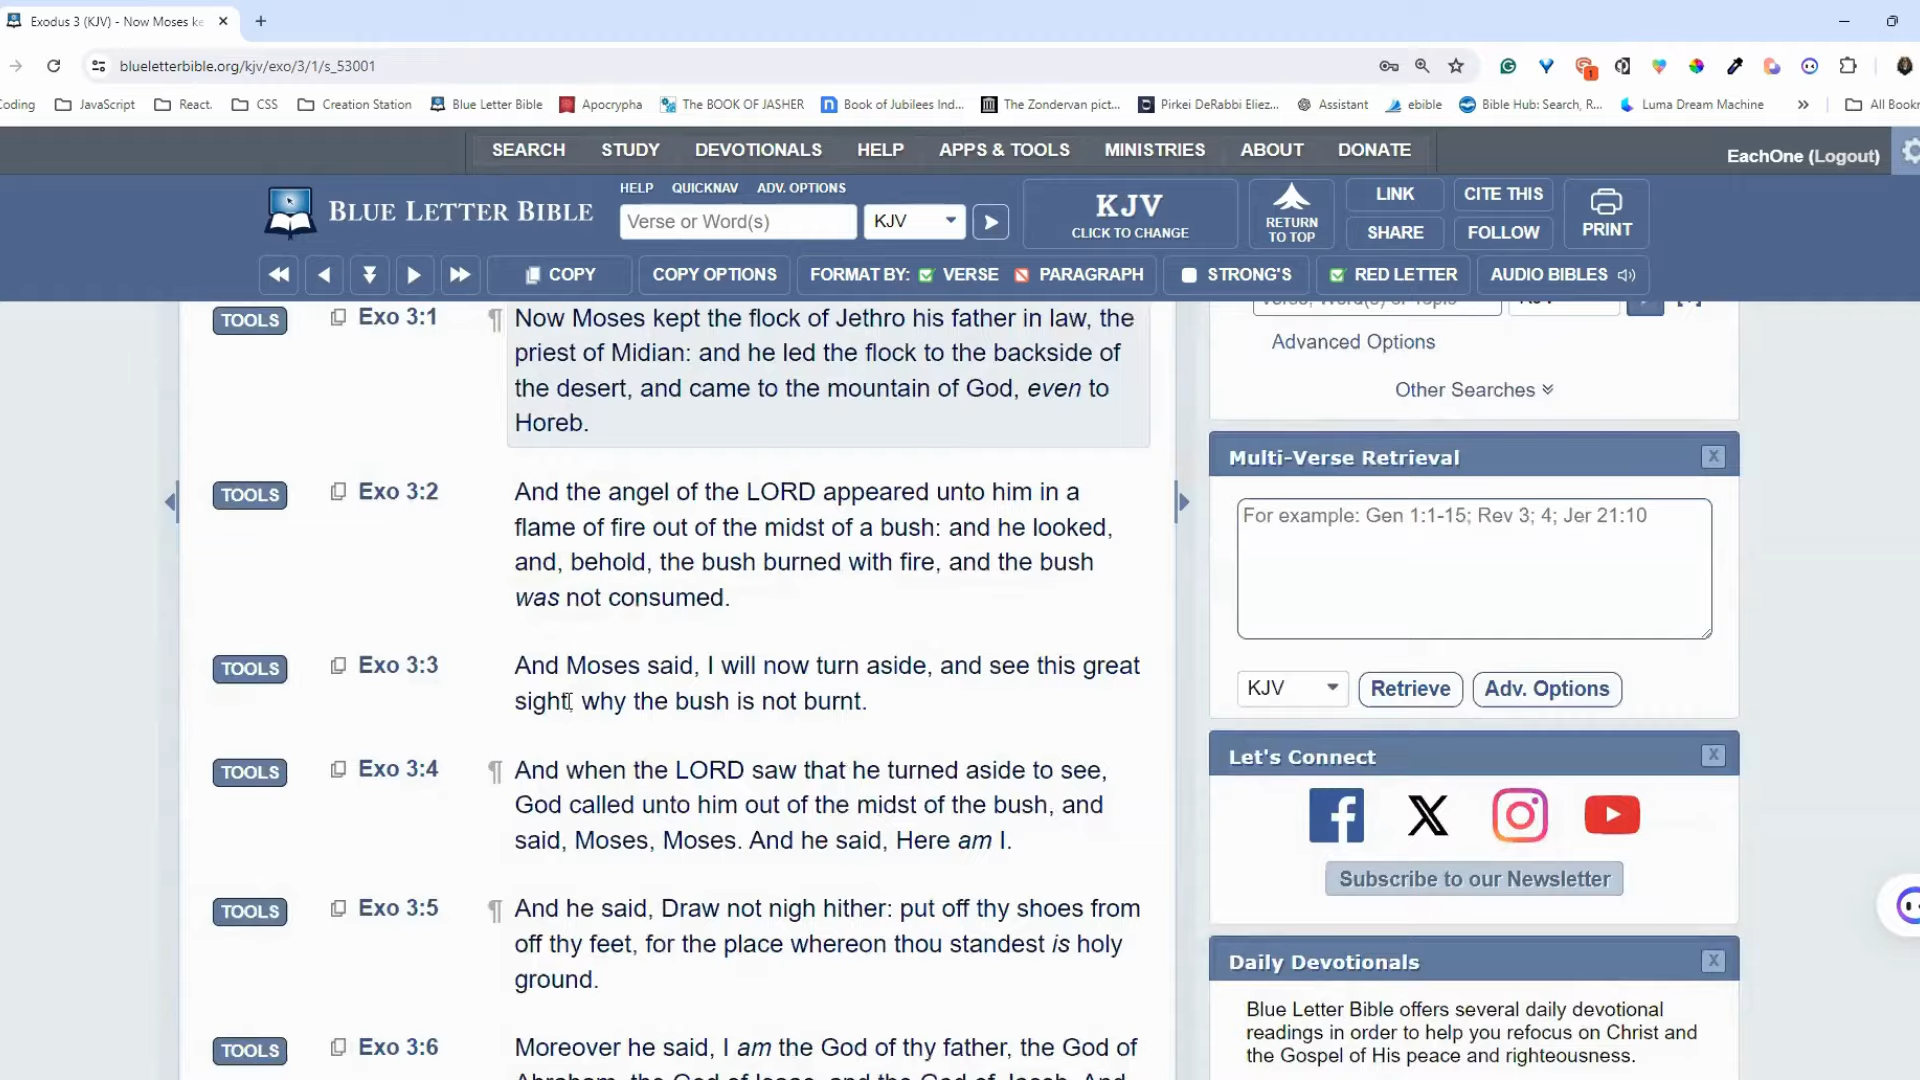 Exodus 3 (KJV) - Now Moses ke
blueletterbible.org/kjv/exo/3/1/s_53001
1
oding JavaScript React. CSS Creation Station Blue Letter Bible Apocrypha The BOOK OF JASHER Book of Jubilees Ind... The Zondervan pict... Pirkei DeRabbi Eliez... Assistant ebible Bible Hub: Search, R... Luma Dream Machine » All Bookr
SEARCH STUDY DEVOTIONALS HELP APPS & TOOLS MINISTRIES ABOUT DONATE
EachOne (Logout)
BLUE LETTER BIBLE
HELP QUICKNAV ADV. OPTIONS
Verse or Word(s) KJV
KJV
CLICK TO CHANGE
RETURN
TO TOP
LINK CITE THIS
SHARE FOLLOW
PRINT
COPY COPY OPTIONS FORMAT BY: VERSE PARAGRAPH STRONG'S RED LETTER AUDIO BIBLES
TOOLS Exo 3:1 ¶ Now Moses kept the flock of Jethro his father in law, the
priest of Midian: and he led the flock to the backside of
the desert, and came to the mountain of God, even to
Horeb.
TOOLS Exo 3:2 And the angel of the LORD appeared unto him in a
flame of fire out of the midst of a bush: and he looked,
and, behold, the bush burned with fire, and the bush
was not consumed.
TOOLS Exo 3:3 And Moses said, I will now turn aside, and see this great
sight, why the bush is not burnt.
TOOLS Exo 3:4 ¶ And when the LORD saw that he turned aside to see,
God called unto him out of the midst of the bush, and
said, Moses, Moses. And he said, Here am I.
TOOLS Exo 3:5 ¶ And he said, Draw not nigh hither: put off thy shoes from
off thy feet, for the place whereon thou standest is holy
ground.
TOOLS Exo 3:6 Moreover he said, I am the God of thy father, the God of
Abraham, the God of Isaac, and the God of Jacob. And
Advanced Options
Other Searches
Multi-Verse Retrieval X
For example: Gen 1:1-15; Rev 3; 4; Jer 21:10
KJV Retrieve Adv. Options
Let's Connect X
Subscribe to our Newsletter
Daily Devotionals X
Blue Letter Bible offers several daily devotional
readings in order to help you refocus on Christ and
the Gospel of His peace and righteousness.